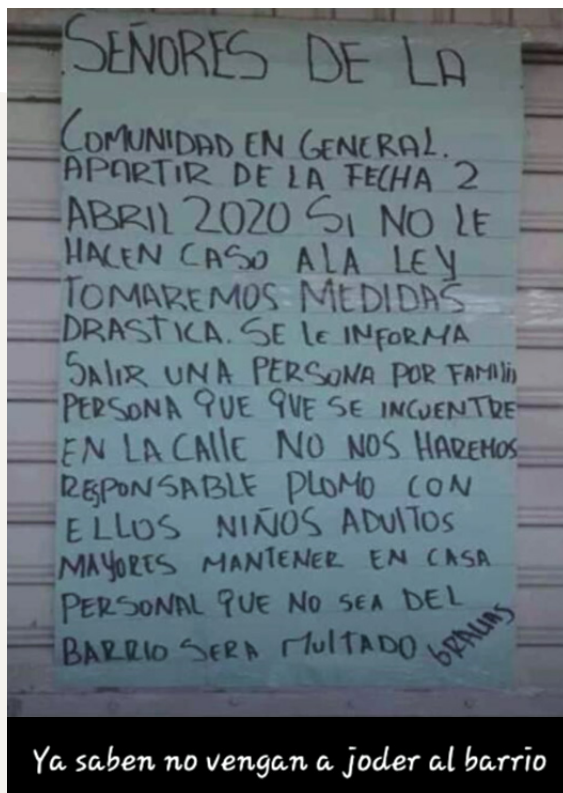 SEÑORES DE LA
COMUNIDAD EN GENERAL.
APARTIR DE LA FECHA 2
ABRIL 2020 SI NO LE
HACEN CASO ALA LEY
TOMAREMOS MEDIDAS
DRASTICA. SE LE INFORMA
SALIR UNA PERSONA POR FAMILI
PERSONA QUE QVE SE INCUENTRE
EN LA CALLE NO NOS HAREMOS
RESPONSABLE PLOMO CON
ELLOS NIÑOS ADULTOS
MAYORES MANTENER EN CASA
PERSONAL QUE NO SEA DEL
BARRIO SERA MULTADO GRACIAS
Ya saben no vengan a joder al barrio